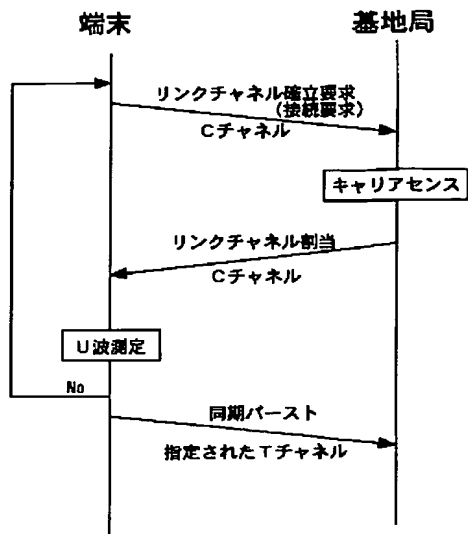 端末
基地局
リンクチャネル確立要求
(接続要求)
Cチャネル
キャリアセンス
リンクチャネル割当
Cチャネル
U波測定
No
同期バースト
指定されたTチャネル